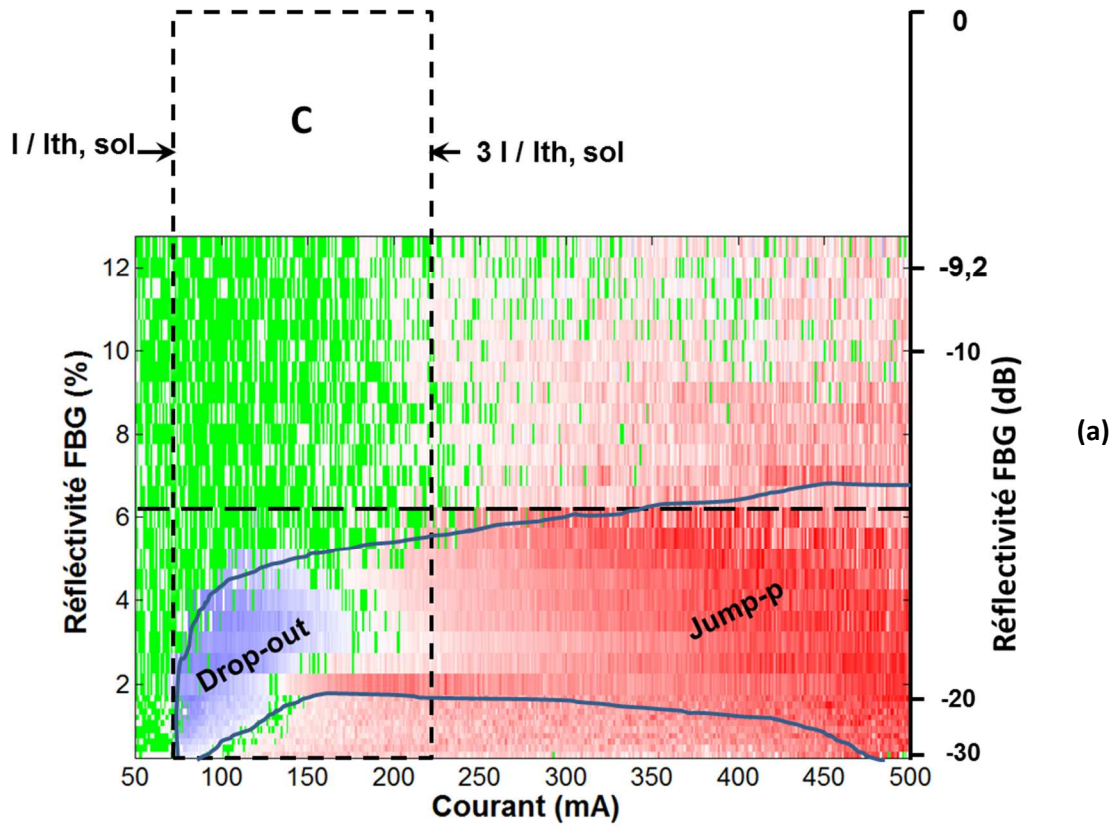 0
C
I / Ith, sol
3 I / Ith, sol
12
10
8
6
4
2
Réfléctivité FBG (%)
-9,2
-10
-20
-30
Réflectivité FBG (dB)
(a)
Drop-out
Jump-p
50 100 150 200 250 300 350 400 450 500
Courant (mA)